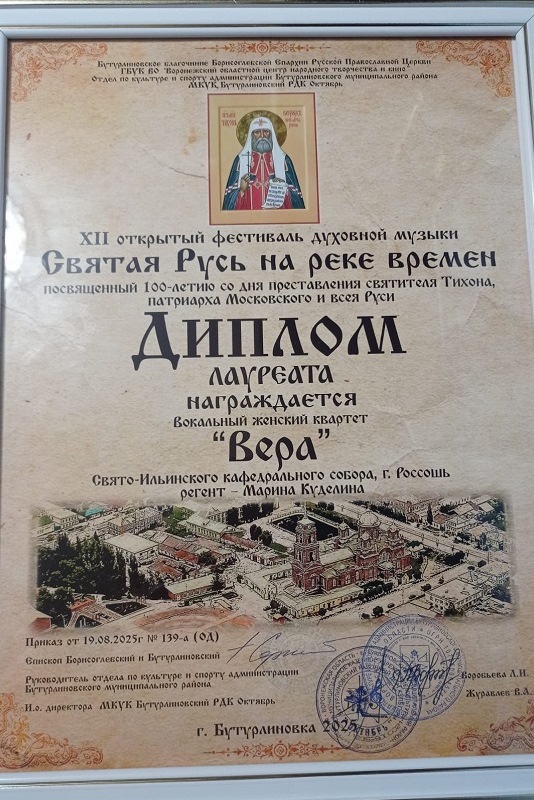 Бутурлиновское благочиние Борисоглебской Епархии Русской Православной Церкви
ГБУК ВО "Воронежский областной центр народного творчества и кино"
Отдел по культуре и спорту администрации Бутурлиновского муниципального района
МКУК Бутурлиновский РДК Октябрь
XII открытый фестиваль духовной музыки
Святая Русь на реке времен
посвященный 100-летию со дня преставления святителя Тихона,
патриарха Московского и всея Руси
Диплом
лауреата
награждается
Вокальный женский квартет
"Вера"
Свято-Ильинского кафедрального собора, г. Россошь
регент – Марина Куделина
Приказ от 19.08.2025г № 139-а (ОД)
Епископ Борисоглевский и Бутурлиновский
Руководитель отдела по культуре и спорту администрации
Бутурлиновского муниципального района
Воробьева Л.И.
И.о. директора МКУК Бутурлиновский РДК Октябрь
Журавлев В.А.
г. Бутурлиновка 2025